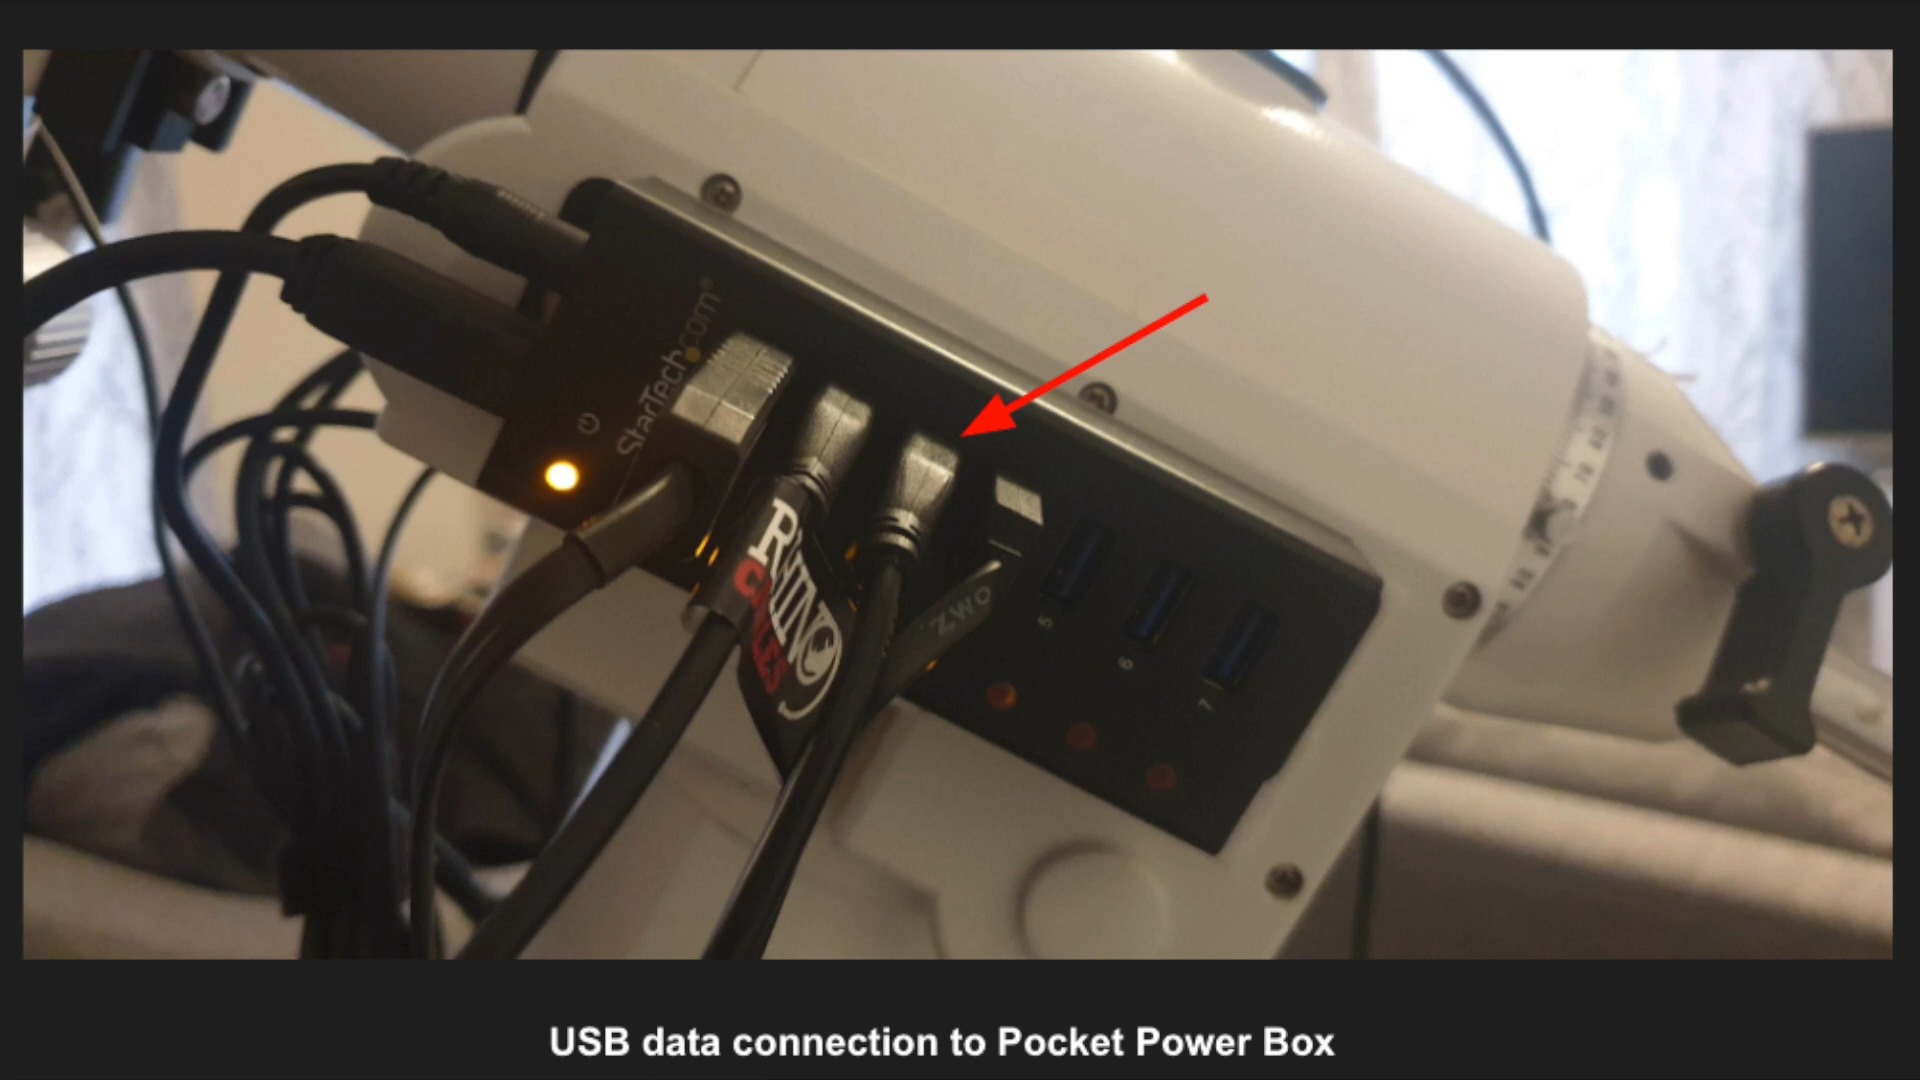 StarTech.com®
RHINO
CABLES
ZWO
5
6
7
USB data connection to Pocket Power Box